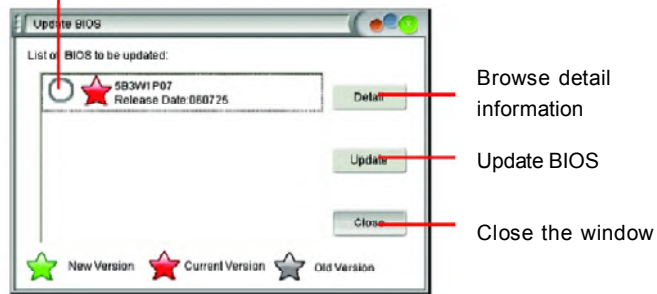 Update BIOS
List of BIOS to be updated:
5B3W1P07
Release Date:060725
Detail
Update
Close
New Version
Current Version
Old Version
Browse detail
information
Update BIOS
Close the window